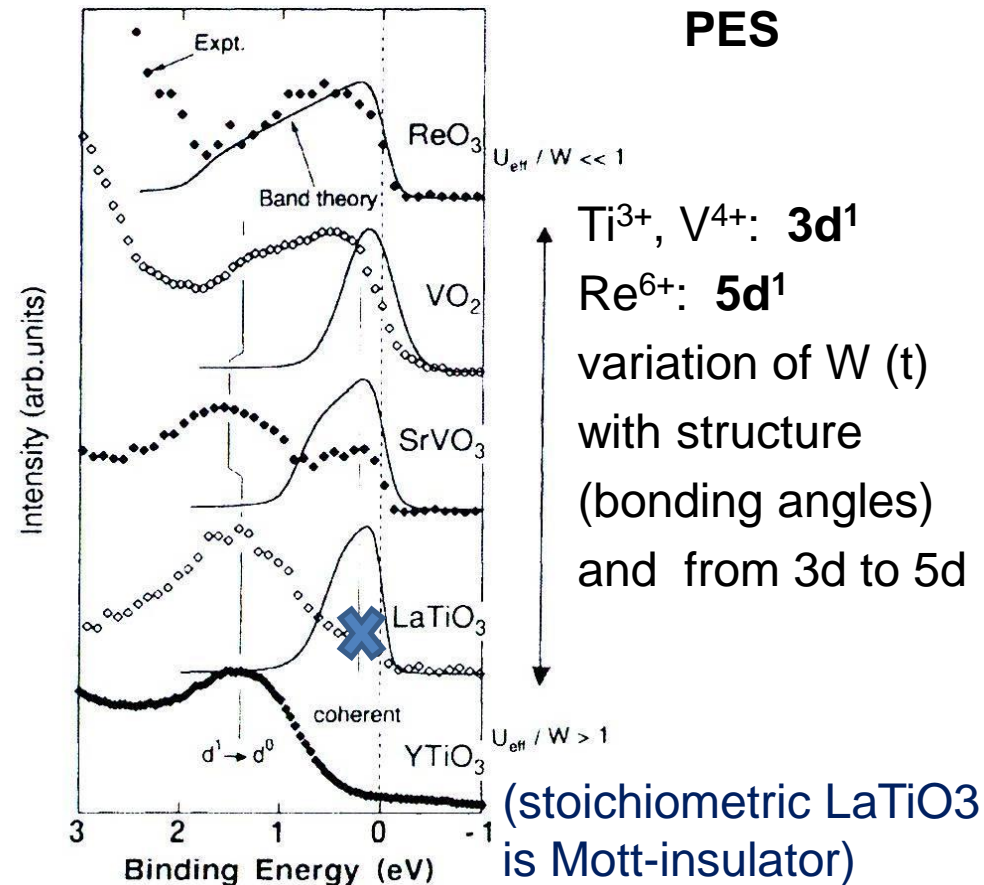 PES
Expt.
ReO3
U_eff / W << 1
Band theory
Ti3+, V4+: 3d1
Re6+: 5d1
variation of W (t)
with structure
(bonding angles)
and from 3d to 5d
VO2
SrVO3
LaTiO3
coherent
d1 → d0
YTiO3
U_eff / W > 1
Intensity (arb.units)
3 2 1 0 - 1
Binding Energy (eV)
(stoichiometric LaTiO3
is Mott-insulator)